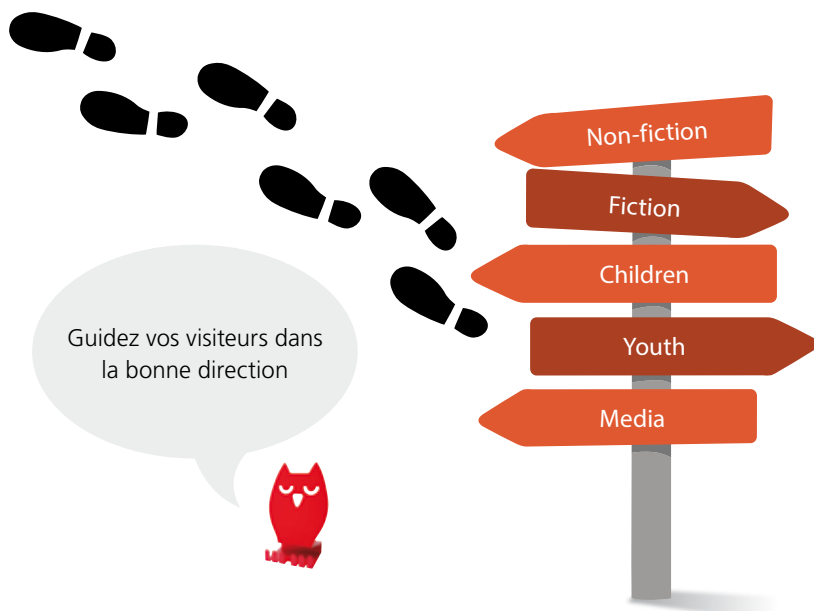 Non-fiction
Fiction
Children
Youth
Media
Guidez vos visiteurs dans
la bonne direction